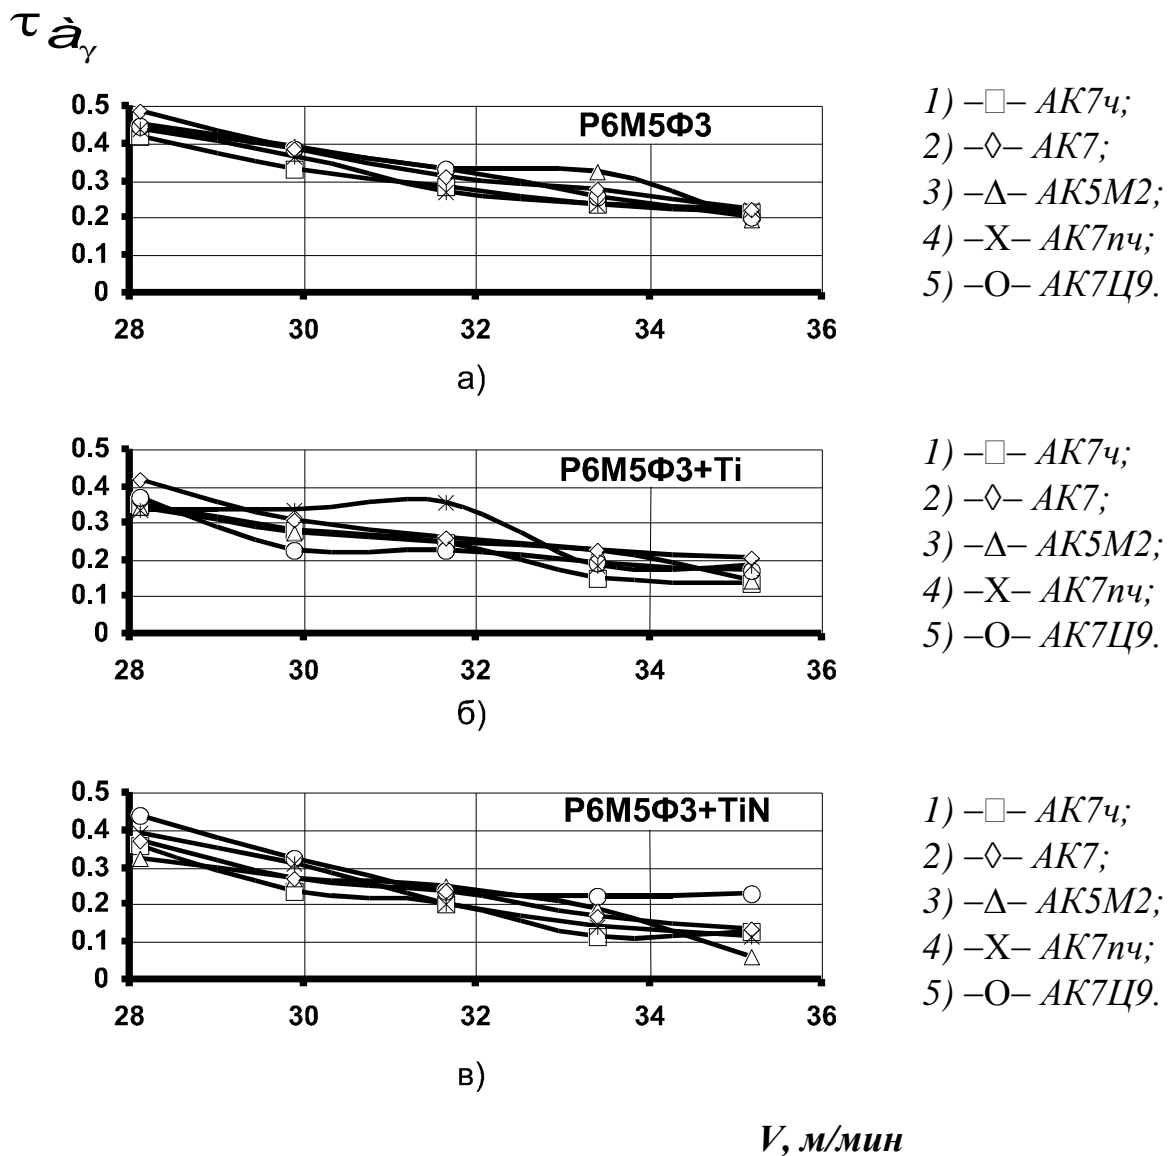 τ à γ
0.5
0.4
0.3
0.2
0.1
0
Р6М5Ф3
28 30 32 34 36
а)
1) –□– АК7ч;
2) –◊– АК7;
3) –Δ– АК5М2;
4) –Х– АК7пч;
5) –О– АК7Ц9.
0.5
0.4
0.3
0.2
0.1
0
Р6М5Ф3+Ti
28 30 32 34 36
б)
1) –□– АК7ч;
2) –◊– АК7;
3) –Δ– АК5М2;
4) –Х– АК7пч;
5) –О– АК7Ц9.
0.5
0.4
0.3
0.2
0.1
0
Р6М5Ф3+TiN
28 30 32 34 36
в)
1) –□– АК7ч;
2) –◊– АК7;
3) –Δ– АК5М2;
4) –Х– АК7пч;
5) –О– АК7Ц9.
V, м/мин